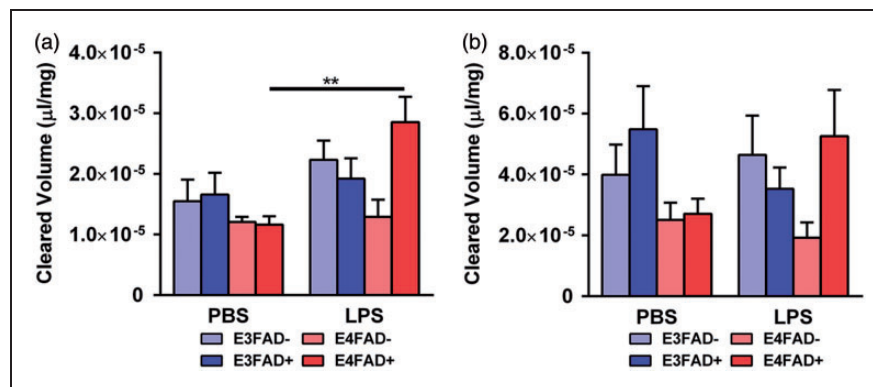 (a)
Cleared Volume (µl/mg)
4.0×10⁻⁵
3.0×10⁻⁵
2.0×10⁻⁵
1.0×10⁻⁵
0
**
PBS LPS
E3FAD- E4FAD-
E3FAD+ E4FAD+
(b)
Cleared Volume (µl/mg)
8.0×10⁻⁵
6.0×10⁻⁵
4.0×10⁻⁵
2.0×10⁻⁵
0
PBS LPS
E3FAD- E4FAD-
E3FAD+ E4FAD+